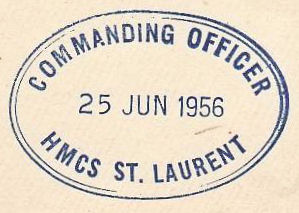 COMMANDING OFFICER
25 JUN 1956
HMCS ST. LAURENT